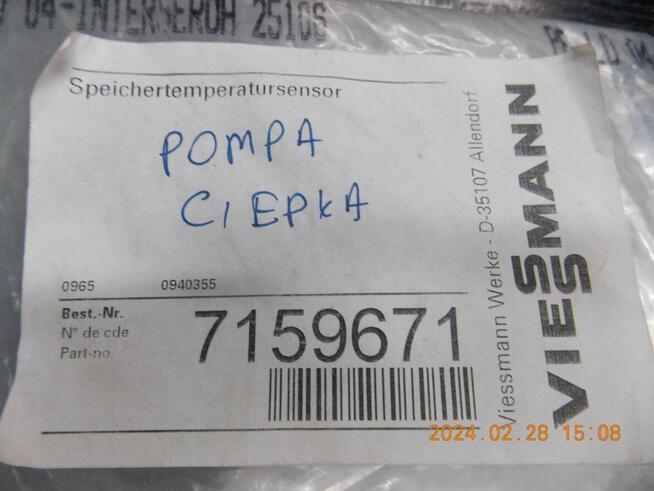 04-INTERSEROH 25106
Speichertemperatursensor
POMPA
CIEPKA
0965 0940355
Best.-Nr.
N° de cde
Part-no.
7159671
Viessmann Werke - D-35107 Allendorf
VIESSMANN
2024.02.28 15:08